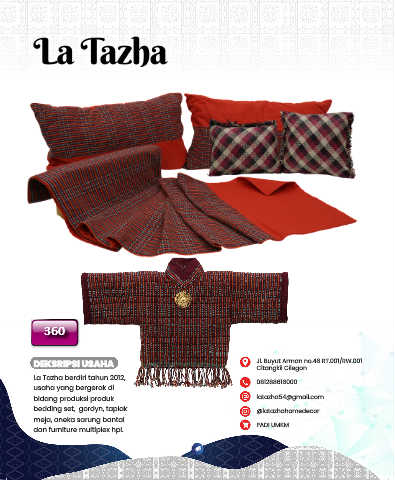 La Tazha
360
DEKSRIPSI USAHA
La Tazha berdiri tahun 2012,
usaha yang bergerak di
bidang produksi produk
bedding set, gordyn, taplak
meja, aneka sarung bantal
dan furniture multiplex hpl.
Jl. Buyut Arman no.48 RT.001/RW.001
Citangkil Cilegon
081288618000
latazha54@gmail.com
@latazhahomedecor
PADI UMKM